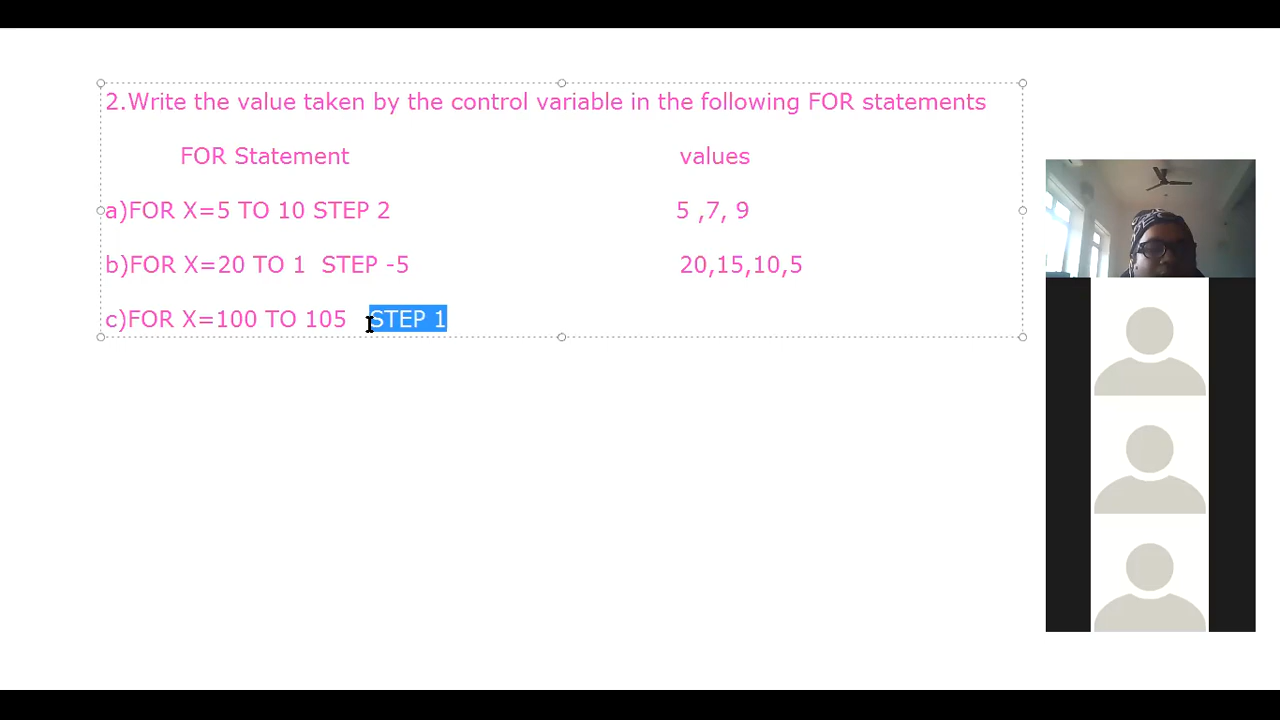 2.Write the value taken by the control variable in the following FOR statements
FOR Statement values
a)FOR X=5 TO 10 STEP 2 5 ,7, 9
b)FOR X=20 TO 1 STEP -5 20,15,10,5
c)FOR X=100 TO 105 STEP 1